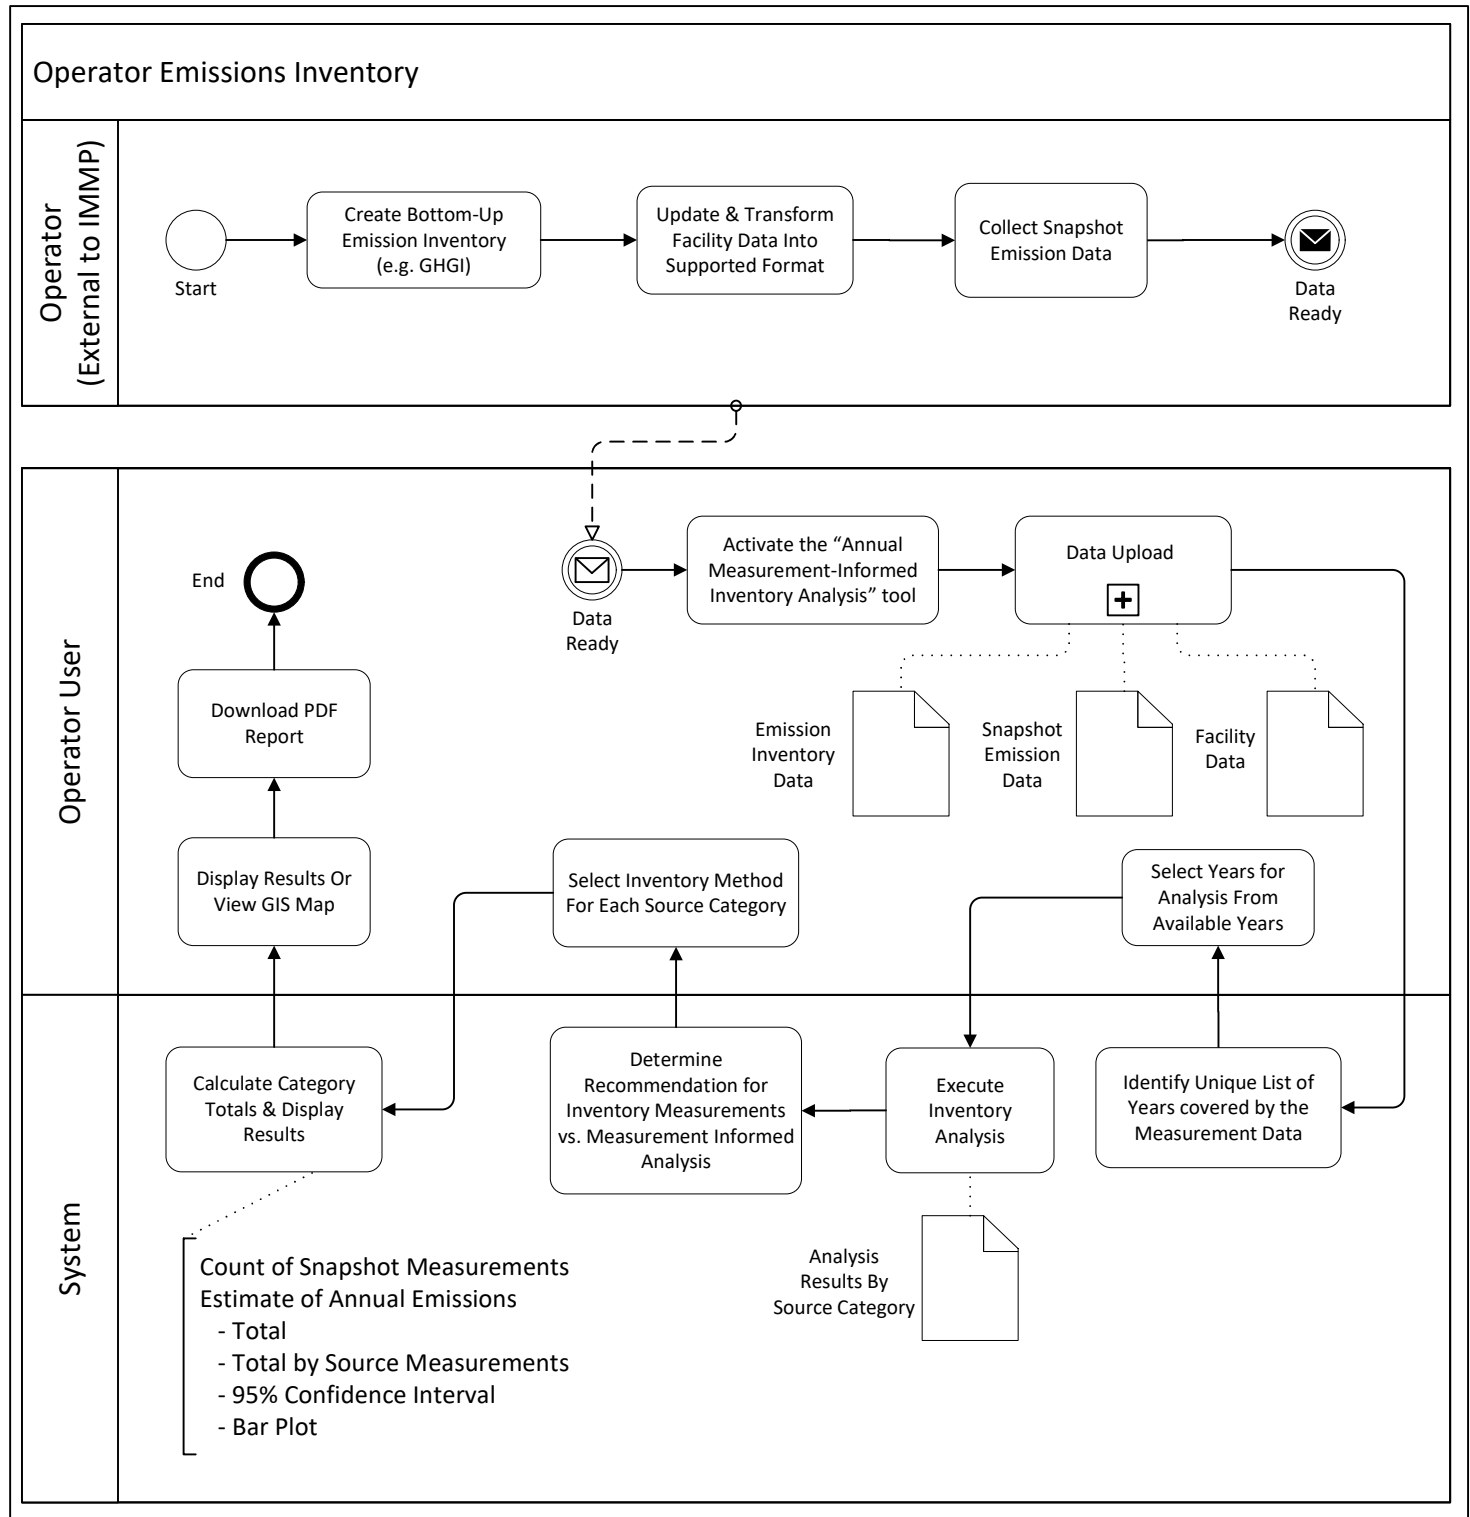 Operator Emissions Inventory
Operator
(External to IMMP)
Start
Create Bottom-Up
Emission Inventory
(e.g. GHGI)
Update & Transform
Facility Data Into
Supported Format
Collect Snapshot
Emission Data
Data
Ready
Operator User
End
Data
Ready
Activate the “Annual
Measurement-Informed
Inventory Analysis” tool
Data Upload
Download PDF
Report
Emission
Inventory
Data
Snapshot
Emission
Data
Facility
Data
Display Results Or
View GIS Map
Select Inventory Method
For Each Source Category
Select Years for
Analysis From
Available Years
System
Calculate Category
Totals & Display
Results
Determine
Recommendation for
Inventory Measurements
vs. Measurement Informed
Analysis
Execute
Inventory
Analysis
Identify Unique List of
Years covered by the
Measurement Data
Analysis
Results By
Source Category
Count of Snapshot Measurements
Estimate of Annual Emissions
- Total
- Total by Source Measurements
- 95% Confidence Interval
- Bar Plot